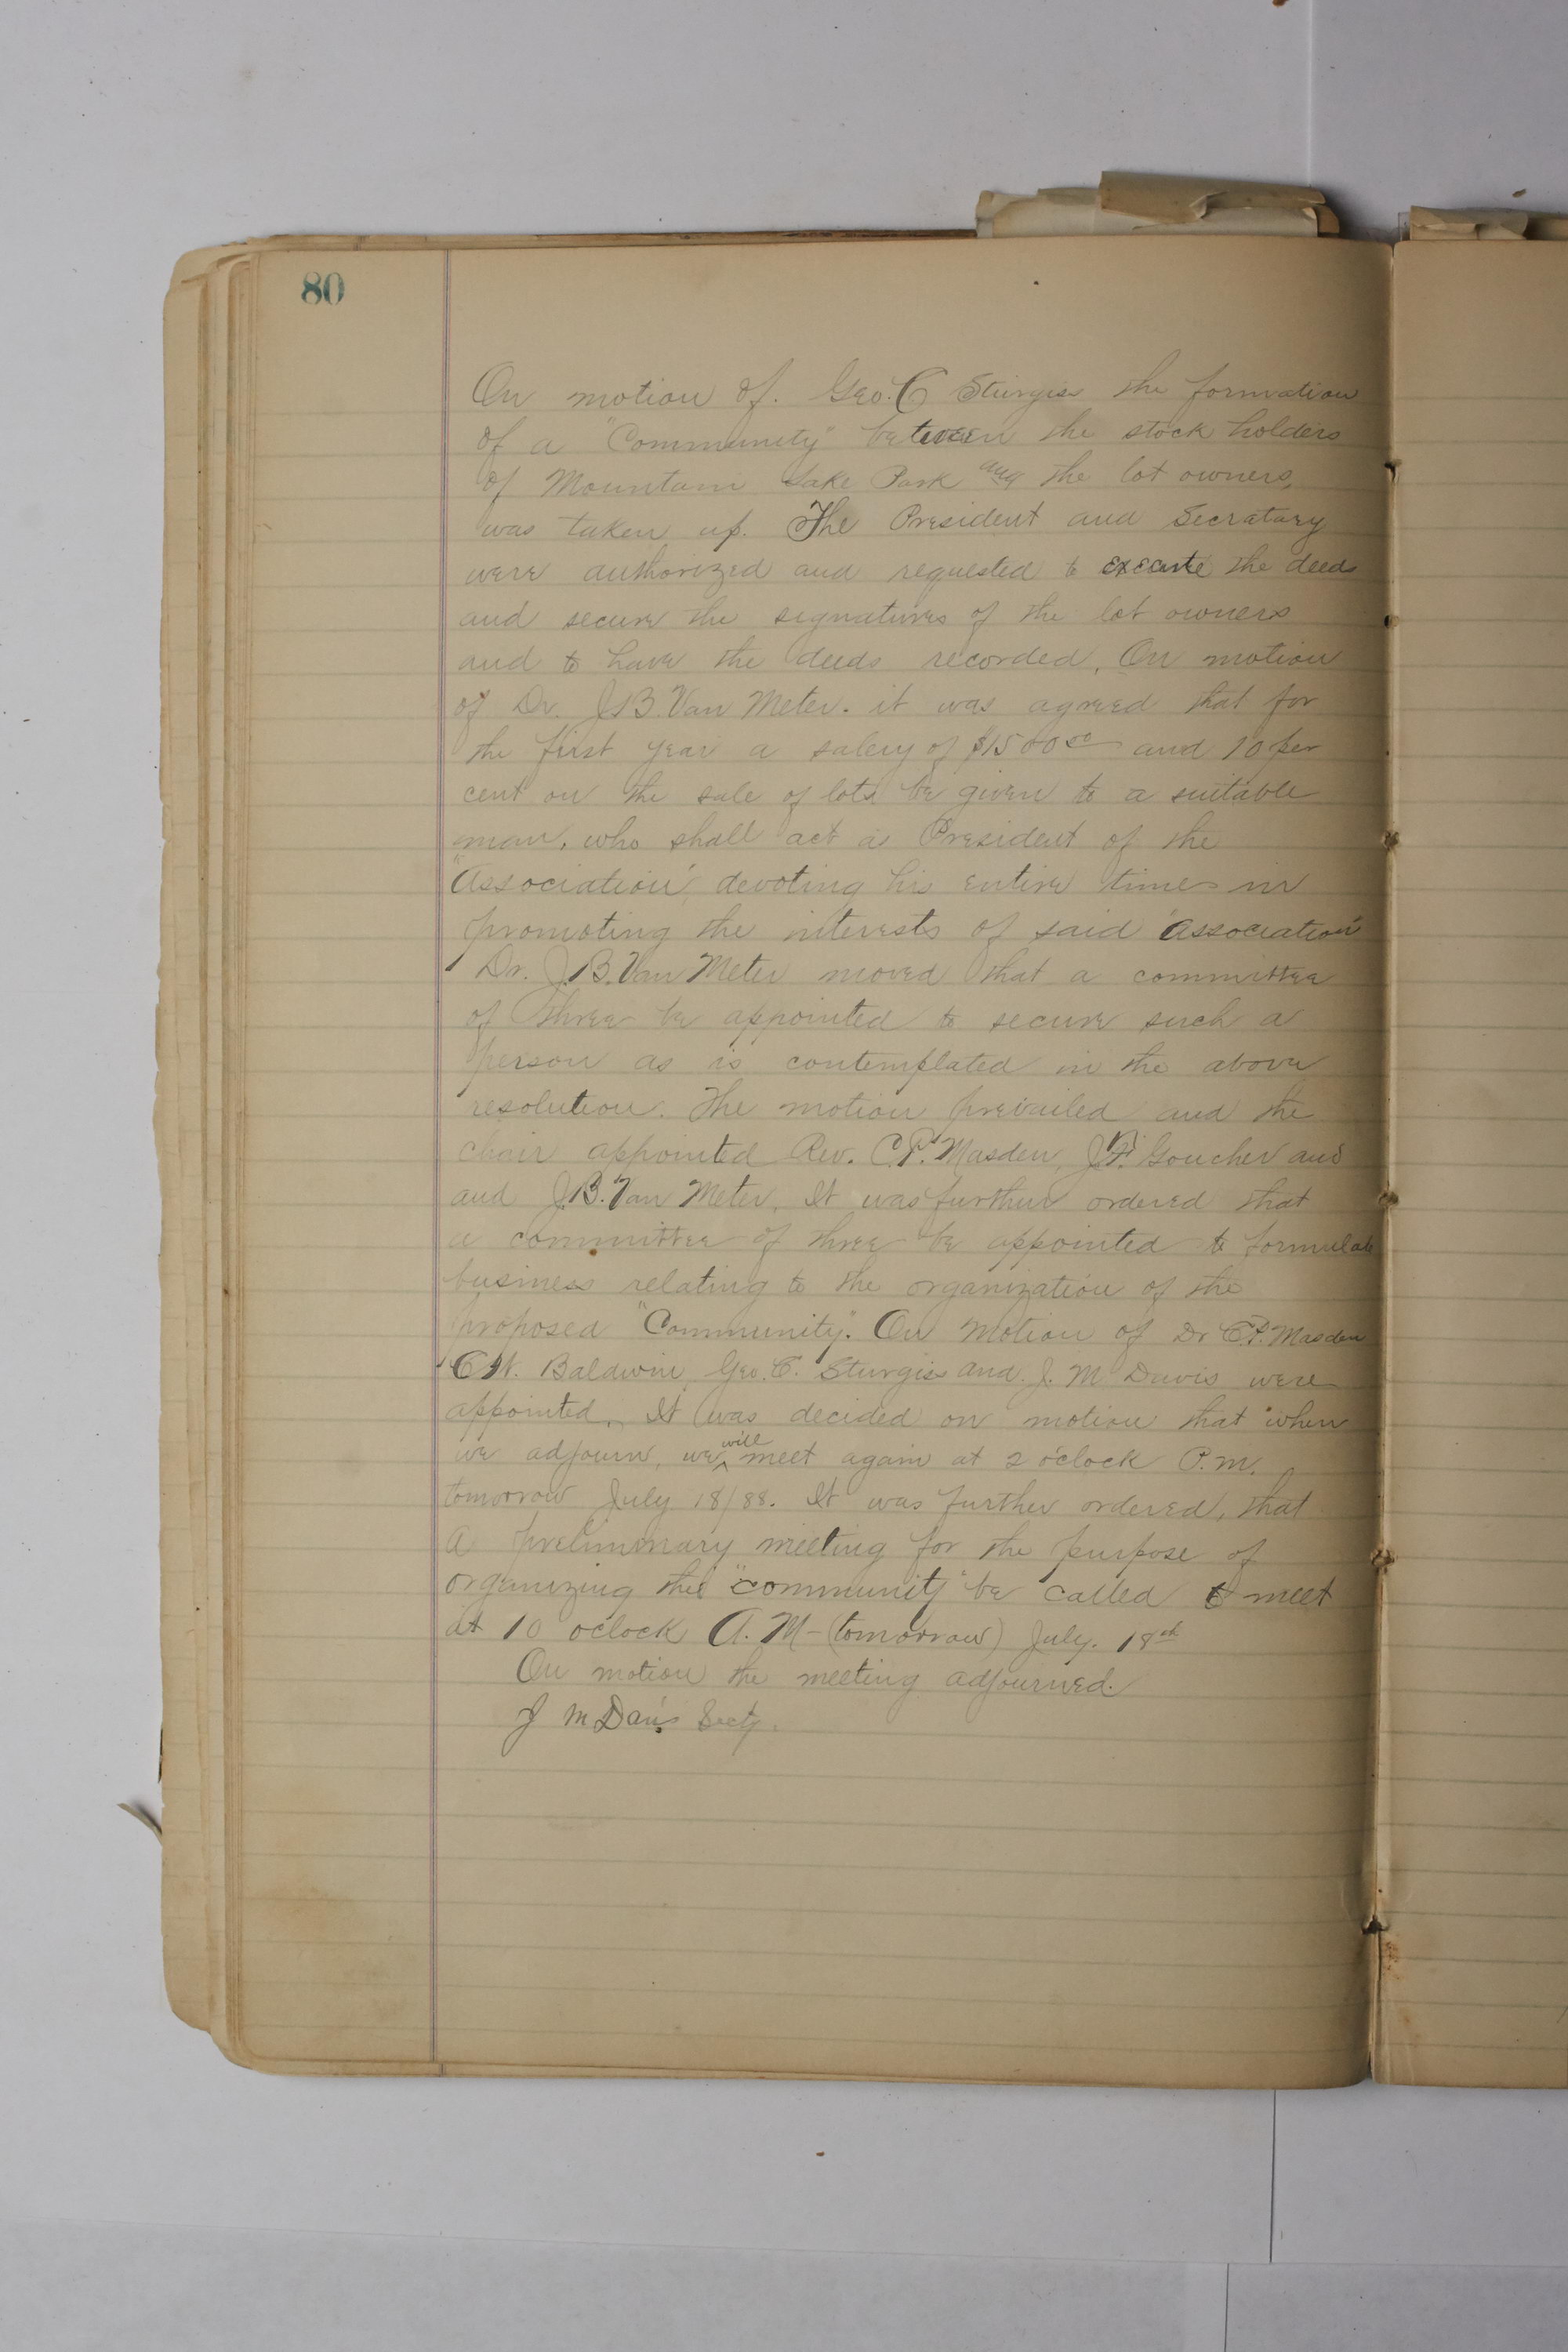 80
On motion of. Geo. C Sturgiss the formation
of a "Community" between the stock holders
of Mountain Lake Park and the lot owners,
was taken up. The President and Secratary
were authorized and requested to execute the deeds
and secure the signatures of the lot owners
and to have the deeds recorded. On motion
of Dr. J.B. Van Meter. it was agreed that for
the first year a salery of $1500 00 and 10 per
cent on the sale of lots be given to a suitable
man, who shall act as President of the
"Association", devoting his entire time in
promoting the interests of said "Association"
Dr. J.B. Van Meter moved that a committee
of three be appointed to secure such a
person as is contemplated in the above
resolution. The motion prevailed and the
chair appointed Rev. C.P. Masden, J.F. Goucher and
and J.B. Van Meter. It was further ordered that
a committee of three be appointed to formulate
business relating to the organization of the
proposed "Community." On motion of Dr C.P. Masden
C W. Baldwin, Geo. C. Sturgiss and J. M Davis were
appointed. It was decided on motion that when
we adjourn, we will meet again at 2 o'clock P.M.
tomorrow July 18/88. It was further ordered, that
a preliminary meeting for the purpose of
organizing the "community" be called to meet
at 10 oclock A. M - (tomorrow) July. 18th
On motion the meeting adjourned.
J M Davis Secty.